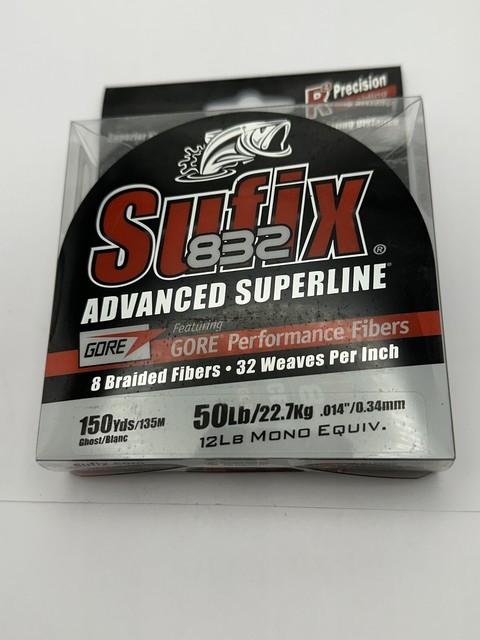 R3 Precision
Sufix
832
®
ADVANCED SUPERLINE
GORE
Featuring
GORE Performance Fibers
8 Braided Fibers • 32 Weaves Per Inch
150Yds/135M
Ghost/Blanc
50Lb/22.7Kg .014"/0.34mm
12Lb Mono Equiv.